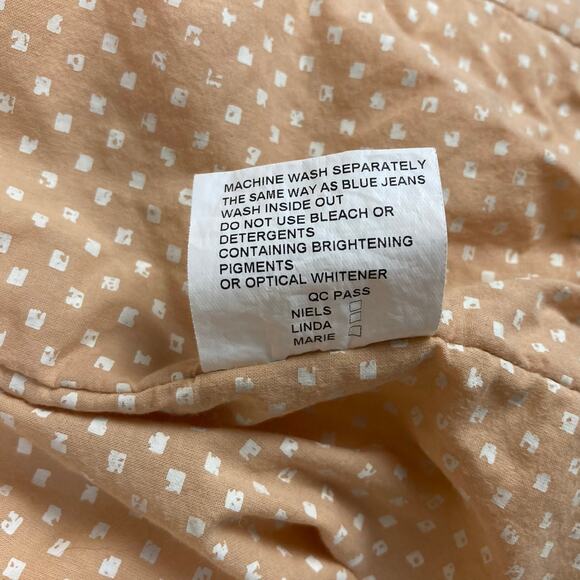 MACHINE WASH SEPARATELY
THE SAME WAY AS BLUE JEANS
WASH INSIDE OUT
DO NOT USE BLEACH OR
DETERGENTS
CONTAINING BRIGHTENING
PIGMENTS
OR OPTICAL WHITENER
QC PASS
NIELS
LINDA
MARIE